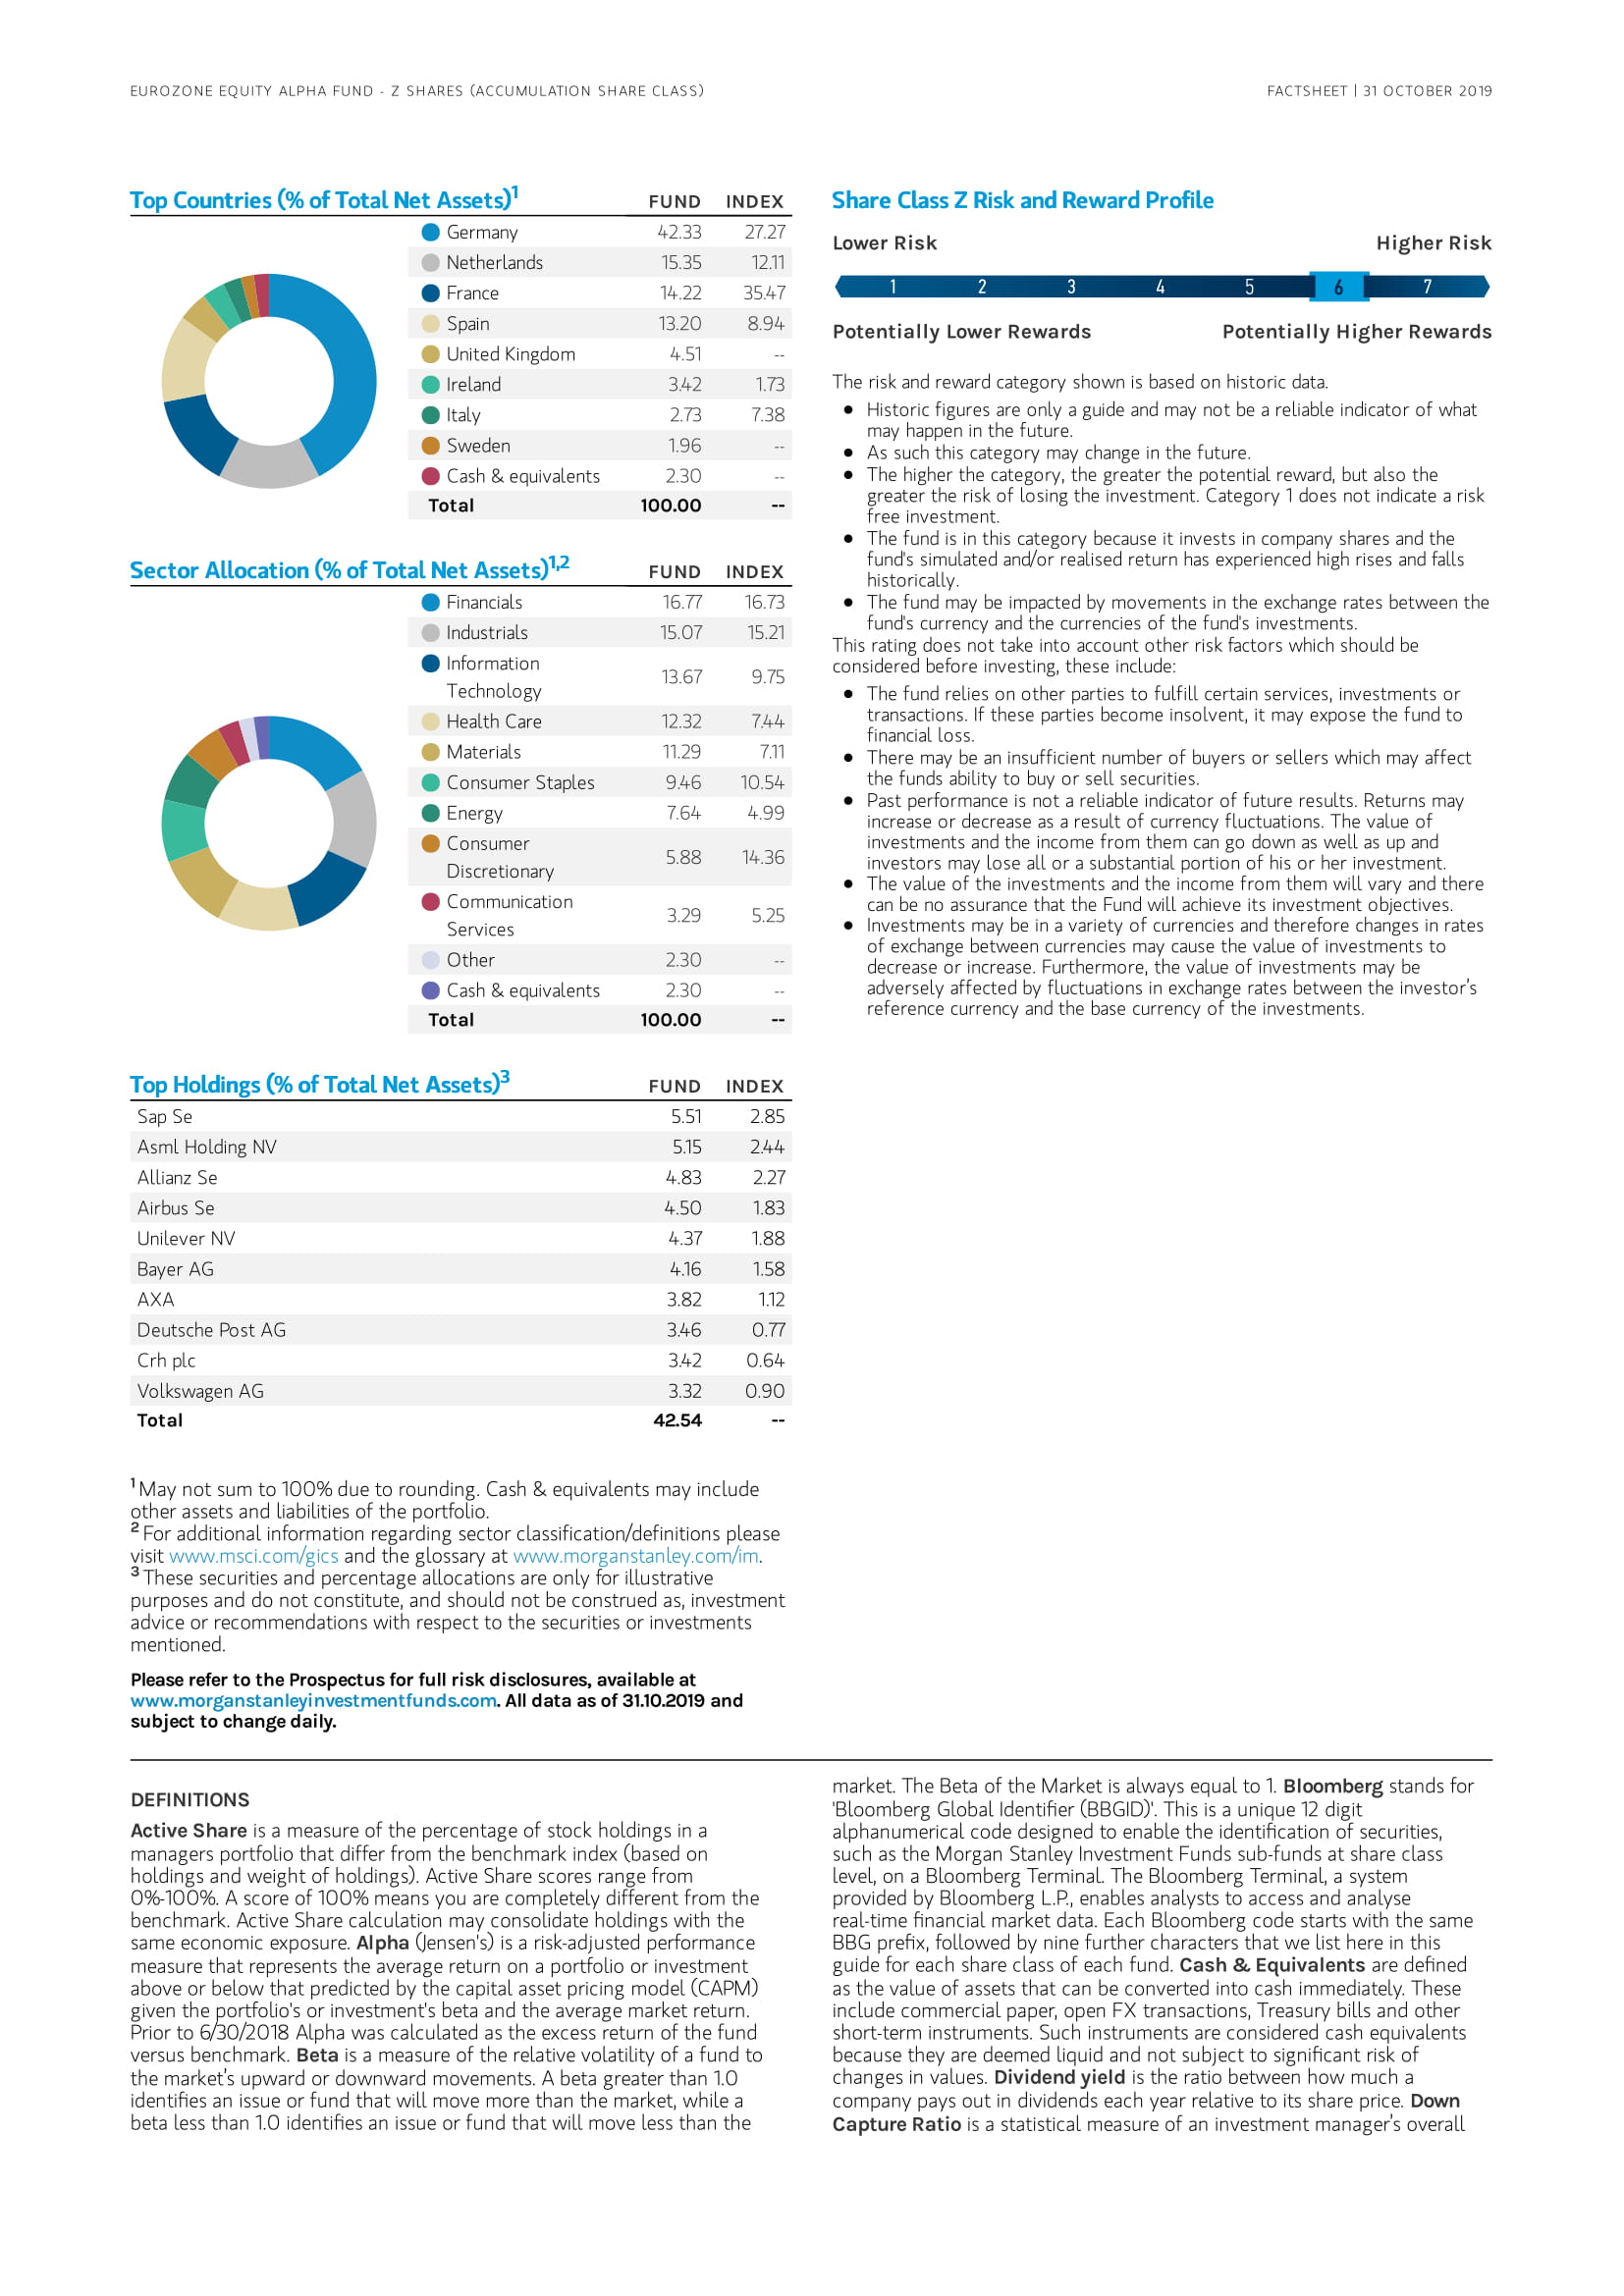 EUROZONE EQUITY ALPHA FUND - Z SHARES (ACCUMULATION SHARE CLASS)
FACTSHEET | 31 OCTOBER 2019
Top Countries (% of Total Net Assets)1 FUND INDEX
Germany 42.33 27.27
Netherlands 15.35 12.11
France 14.22 35.47
Spain 13.20 8.94
United Kingdom 4.51 --
Ireland 3.42 1.73
Italy 2.73 7.38
Sweden 1.96 --
Cash & equivalents 2.30 --
Total 100.00 --
Sector Allocation (% of Total Net Assets)1,2 FUND INDEX
Financials 16.77 16.73
Industrials 15.07 15.21
Information
Technology 13.67 9.75
Health Care 12.32 7.44
Materials 11.29 7.11
Consumer Staples 9.46 10.54
Energy 7.64 4.99
Consumer
Discretionary 5.88 14.36
Communication
Services 3.29 5.25
Other 2.30 --
Cash & equivalents 2.30 --
Total 100.00 --
Top Holdings (% of Total Net Assets)3 FUND INDEX
Sap Se 5.51 2.85
Asml Holding NV 5.15 2.44
Allianz Se 4.83 2.27
Airbus Se 4.50 1.83
Unilever NV 4.37 1.88
Bayer AG 4.16 1.58
AXA 3.82 1.12
Deutsche Post AG 3.46 0.77
Crh plc 3.42 0.64
Volkswagen AG 3.32 0.90
Total 42.54 --
1 May not sum to 100% due to rounding. Cash & equivalents may include
other assets and liabilities of the portfolio.
2 For additional information regarding sector classification/definitions please
visit www.msci.com/gics and the glossary at www.morganstanley.com/im.
3 These securities and percentage allocations are only for illustrative
purposes and do not constitute, and should not be construed as, investment
advice or recommendations with respect to the securities or investments
mentioned.
Please refer to the Prospectus for full risk disclosures, available at
www.morganstanleyinvestmentfunds.com. All data as of 31.10.2019 and
subject to change daily.
Share Class Z Risk and Reward Profile
Lower Risk Higher Risk
1 2 3 4 5 6 7
Potentially Lower Rewards Potentially Higher Rewards
The risk and reward category shown is based on historic data.
● Historic figures are only a guide and may not be a reliable indicator of what
may happen in the future.
● As such this category may change in the future.
● The higher the category, the greater the potential reward, but also the
greater the risk of losing the investment. Category 1 does not indicate a risk
free investment.
● The fund is in this category because it invests in company shares and the
fund's simulated and/or realised return has experienced high rises and falls
historically.
● The fund may be impacted by movements in the exchange rates between the
fund's currency and the currencies of the fund's investments.
This rating does not take into account other risk factors which should be
considered before investing, these include:
● The fund relies on other parties to fulfill certain services, investments or
transactions. If these parties become insolvent, it may expose the fund to
financial loss.
● There may be an insufficient number of buyers or sellers which may affect
the funds ability to buy or sell securities.
● Past performance is not a reliable indicator of future results. Returns may
increase or decrease as a result of currency fluctuations. The value of
investments and the income from them can go down as well as up and
investors may lose all or a substantial portion of his or her investment.
● The value of the investments and the income from them will vary and there
can be no assurance that the Fund will achieve its investment objectives.
● Investments may be in a variety of currencies and therefore changes in rates
of exchange between currencies may cause the value of investments to
decrease or increase. Furthermore, the value of investments may be
adversely affected by fluctuations in exchange rates between the investor's
reference currency and the base currency of the investments.
DEFINITIONS
Active Share is a measure of the percentage of stock holdings in a
managers portfolio that differ from the benchmark index (based on
holdings and weight of holdings). Active Share scores range from
0%-100%. A score of 100% means you are completely different from the
benchmark. Active Share calculation may consolidate holdings with the
same economic exposure. Alpha (Jensen's) is a risk-adjusted performance
measure that represents the average return on a portfolio or investment
above or below that predicted by the capital asset pricing model (CAPM)
given the portfolio's or investment's beta and the average market return.
Prior to 6/30/2018 Alpha was calculated as the excess return of the fund
versus benchmark. Beta is a measure of the relative volatility of a fund to
the market's upward or downward movements. A beta greater than 1.0
identifies an issue or fund that will move more than the market, while a
beta less than 1.0 identifies an issue or fund that will move less than the
market. The Beta of the Market is always equal to 1. Bloomberg stands for
'Bloomberg Global Identifier (BBGID)'. This is a unique 12 digit
alphanumerical code designed to enable the identification of securities,
such as the Morgan Stanley Investment Funds sub-funds at share class
level, on a Bloomberg Terminal. The Bloomberg Terminal, a system
provided by Bloomberg L.P., enables analysts to access and analyse
real-time financial market data. Each Bloomberg code starts with the same
BBG prefix, followed by nine further characters that we list here in this
guide for each share class of each fund. Cash & Equivalents are defined
as the value of assets that can be converted into cash immediately. These
include commercial paper, open FX transactions, Treasury bills and other
short-term instruments. Such instruments are considered cash equivalents
because they are deemed liquid and not subject to significant risk of
changes in values. Dividend yield is the ratio between how much a
company pays out in dividends each year relative to its share price. Down
Capture Ratio is a statistical measure of an investment manager's overall